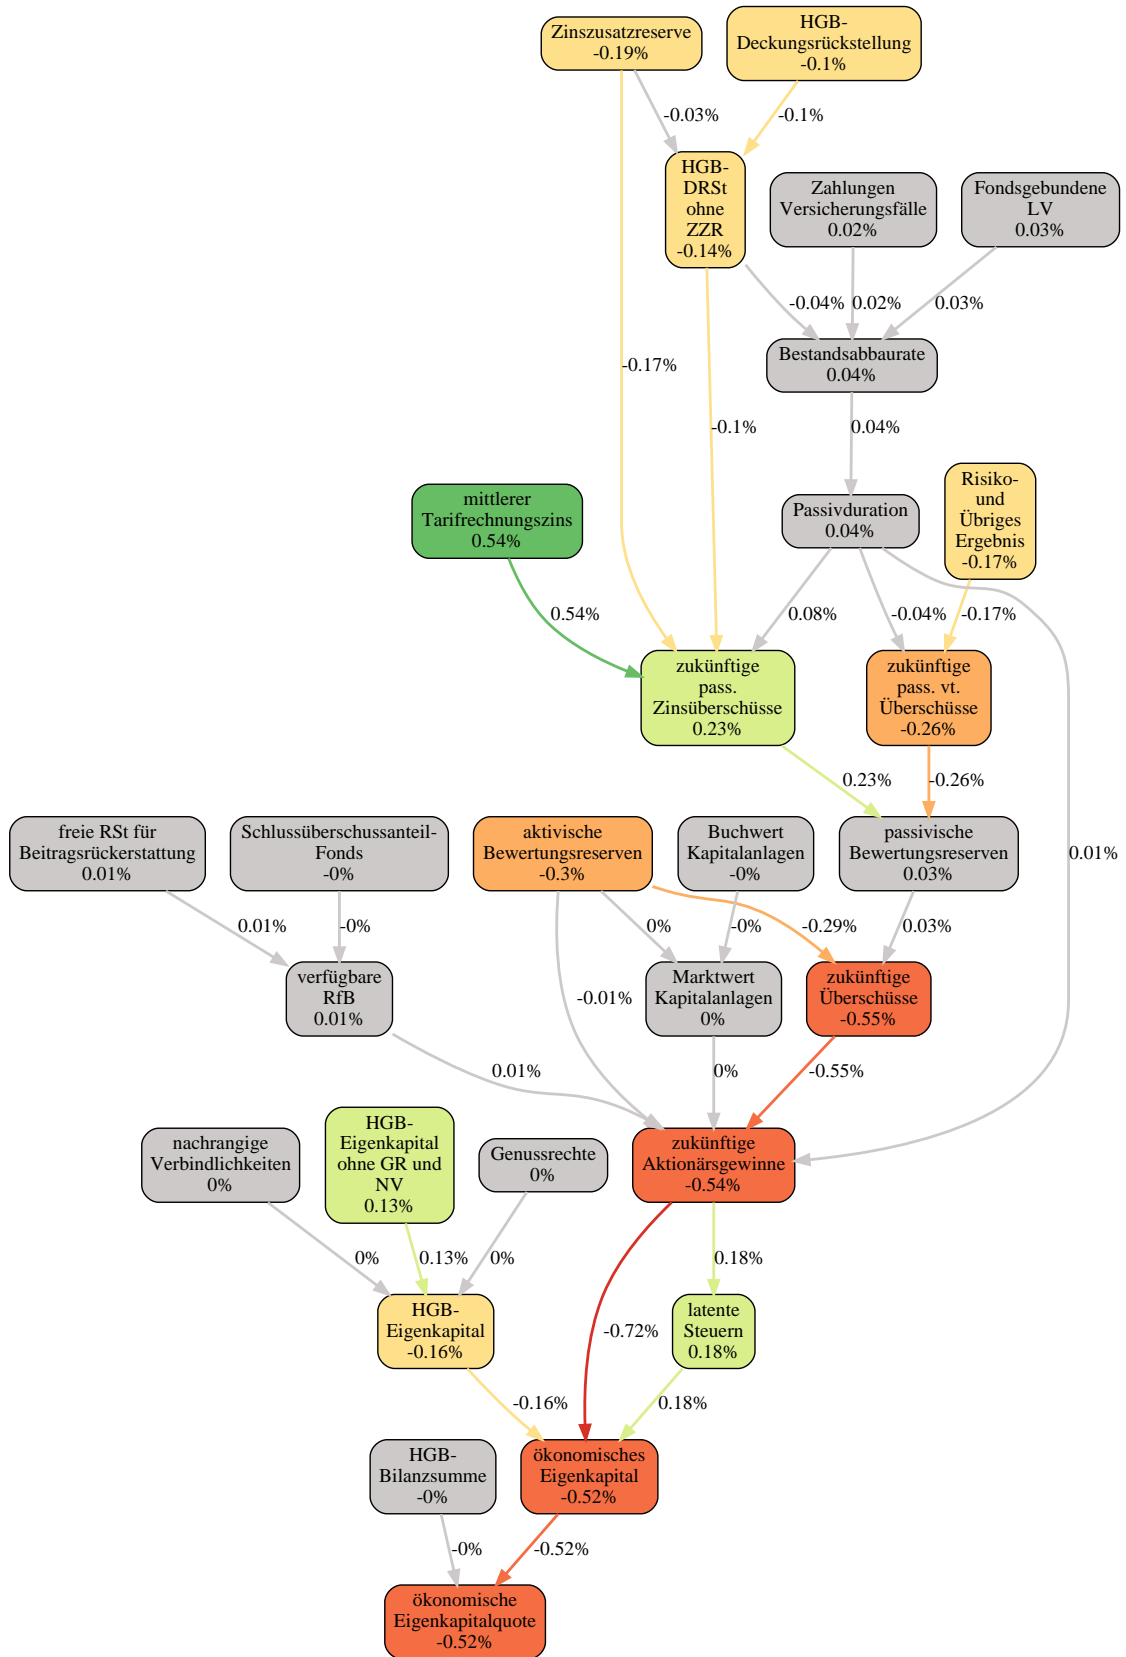 Zinszusatzreserve
-0.19%
HGB-
Deckungsrückstellung
-0.1%
-0.03%
-0.1%
HGB-
DRSt
ohne
ZZR
-0.14%
Zahlungen
Versicherungsfälle
0.02%
Fondsgebundene
LV
0.03%
-0.04%
0.02%
0.03%
-0.17%
Bestandsabbaurate
0.04%
-0.1%
0.04%
mittlerer
Tarifrechnungszins
0.54%
Passivduration
0.04%
Risiko-
und
Übriges
Ergebnis
-0.17%
0.54%
0.08%
-0.04%
-0.17%
zukünftige
pass.
Zinsüberschüsse
0.23%
zukünftige
pass. vt.
Überschüsse
-0.26%
0.23%
-0.26%
freie RSt für
Beitragsrückerstattung
0.01%
Schlussüberschussanteil-
Fonds
-0%
aktivische
Bewertungsreserven
-0.3%
Buchwert
Kapitalanlagen
-0%
passivische
Bewertungsreserven
0.03%
0.01%
0.01%
-0%
0%
-0%
-0.29%
0.03%
verfügbare
RfB
0.01%
-0.01%
Marktwert
Kapitalanlagen
0%
zukünftige
Überschüsse
-0.55%
0.01%
0%
-0.55%
nachrangige
Verbindlichkeiten
0%
HGB-
Eigenkapital
ohne GR und
NV
0.13%
Genussrechte
0%
zukünftige
Aktionärsgewinne
-0.54%
0%
0.13%
0%
0.18%
HGB-
Eigenkapital
-0.16%
-0.72%
latente
Steuern
0.18%
-0.16%
0.18%
HGB-
Bilanzsumme
-0%
ökonomisches
Eigenkapital
-0.52%
-0%
-0.52%
ökonomische
Eigenkapitalquote
-0.52%